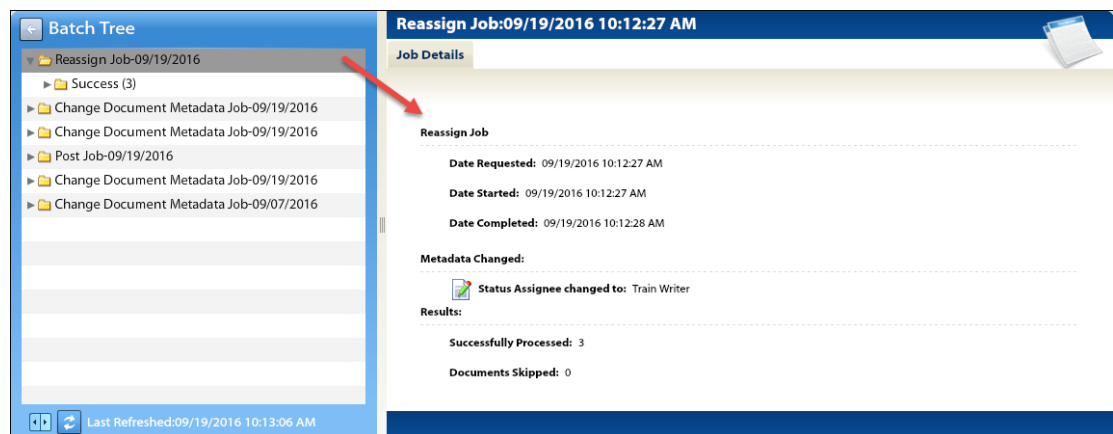 Batch Tree
Reassign Job-09/19/2016
Success (3)
Change Document Metadata Job-09/19/2016
Change Document Metadata Job-09/19/2016
Post Job-09/19/2016
Change Document Metadata Job-09/19/2016
Change Document Metadata Job-09/07/2016
Last Refreshed:09/19/2016 10:13:06 AM
Reassign Job:09/19/2016 10:12:27 AM
Job Details
Reassign Job
Date Requested: 09/19/2016 10:12:27 AM
Date Started: 09/19/2016 10:12:27 AM
Date Completed: 09/19/2016 10:12:28 AM
Metadata Changed:
Status Assignee changed to: Train Writer
Results:
Successfully Processed: 3
Documents Skipped: 0